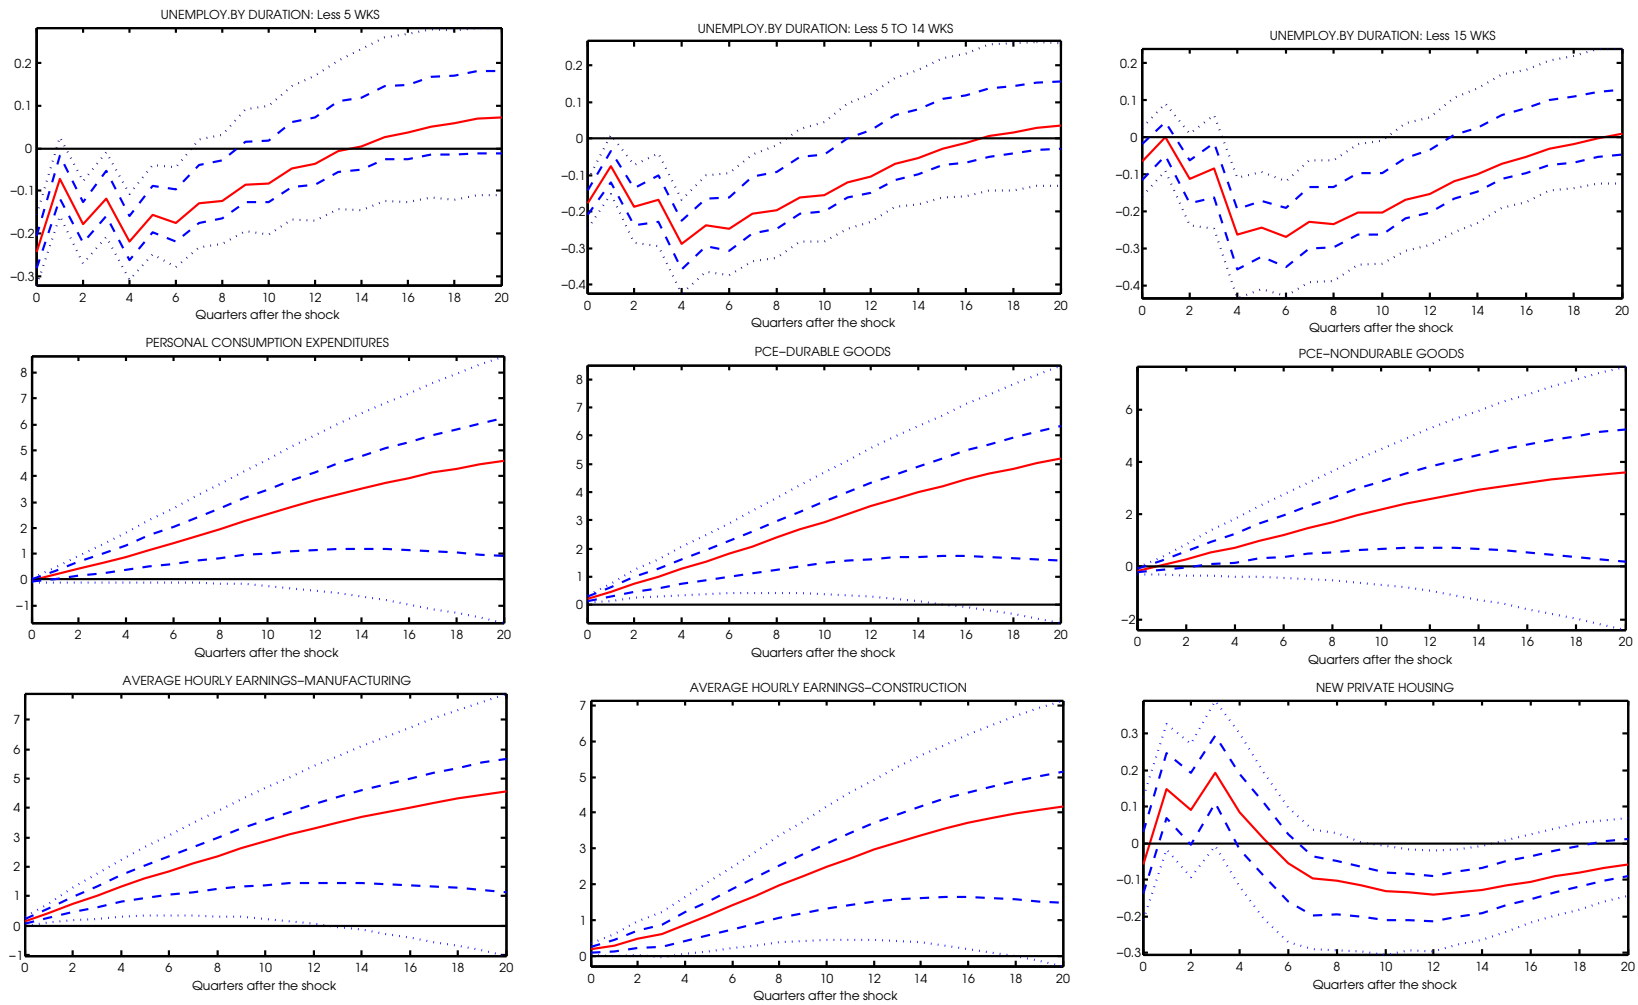 UNEMPLOY.BY DURATION: Less 5 WKS
0.2
0.1
0
−0.1
−0.2
−0.3
0 2 4 6 8 10 12 14 16 18 20
Quarters after the shock
UNEMPLOY.BY DURATION: Less 5 TO 14 WKS
0.2
0.1
0
−0.1
−0.2
−0.3
−0.4
0 2 4 6 8 10 12 14 16 18 20
Quarters after the shock
UNEMPLOY.BY DURATION: Less 15 WKS
0.2
0.1
0
−0.1
−0.2
−0.3
−0.4
0 2 4 6 8 10 12 14 16 18 20
Quarters after the shock
PERSONAL CONSUMPTION EXPENDITURES
8
7
6
5
4
3
2
1
0
−1
0 2 4 6 8 10 12 14 16 18 20
Quarters after the shock
PCE−DURABLE GOODS
8
7
6
5
4
3
2
1
0
0 2 4 6 8 10 12 14 16 18 20
Quarters after the shock
PCE−NONDURABLE GOODS
6
4
2
0
−2
0 2 4 6 8 10 12 14 16 18 20
Quarters after the shock
AVERAGE HOURLY EARNINGS−MANUFACTURING
7
6
5
4
3
2
1
0
−1
0 2 4 6 8 10 12 14 16 18 20
Quarters after the shock
AVERAGE HOURLY EARNINGS−CONSTRUCTION
7
6
5
4
3
2
1
0
0 2 4 6 8 10 12 14 16 18 20
Quarters after the shock
NEW PRIVATE HOUSING
0.3
0.2
0.1
0
−0.1
−0.2
−0.3
0 2 4 6 8 10 12 14 16 18 20
Quarters after the shock